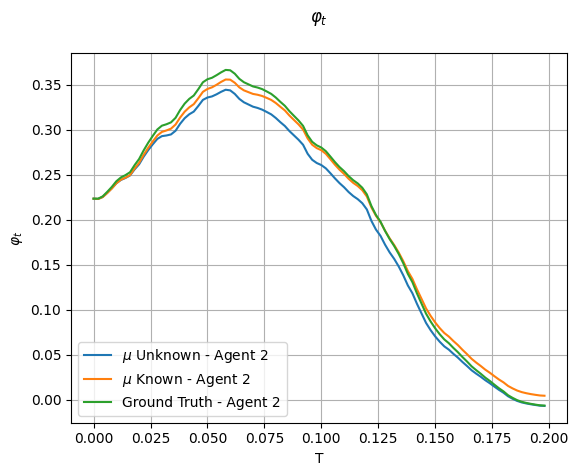 φₜ
φₜ
0.35
0.30
0.25
0.20
0.15
0.10
0.05
0.00
μ Unknown - Agent 2
μ Known - Agent 2
Ground Truth - Agent 2
0.000 0.025 0.050 0.075 0.100 0.125 0.150 0.175 0.200
T